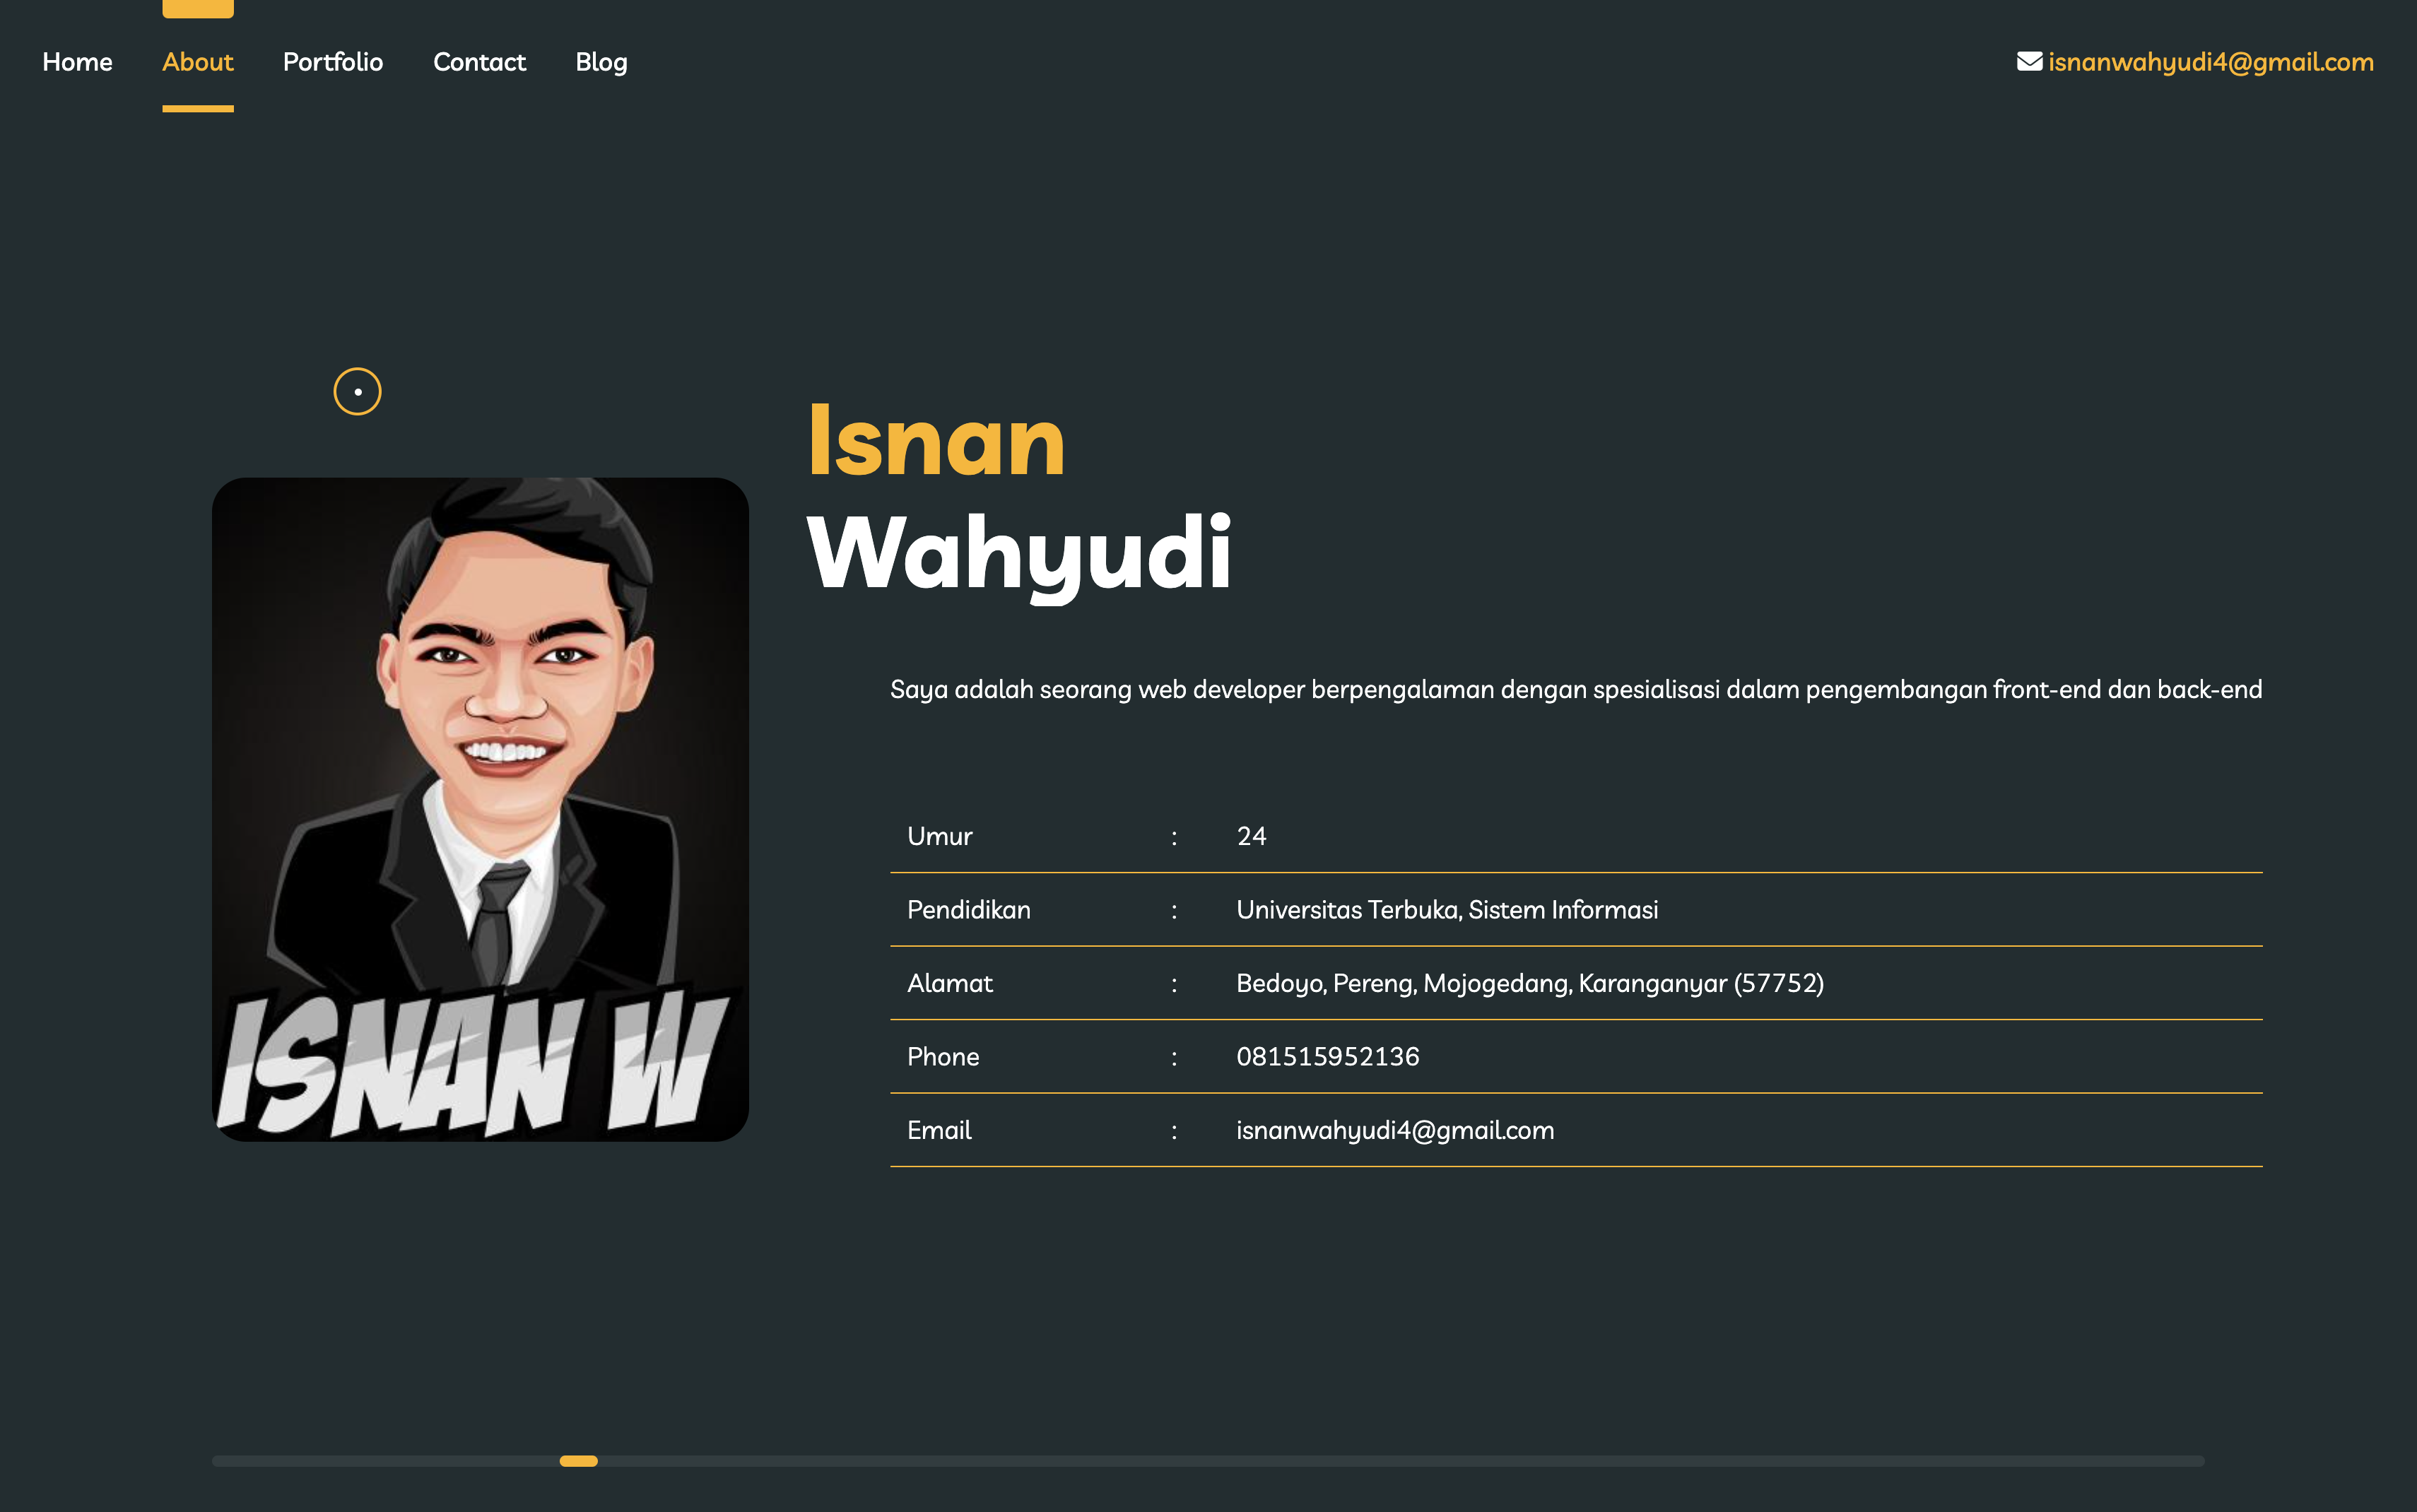 Home About Portfolio Contact Blog isnanwahyudi4@gmail.com
Isnan
Wahyudi
Saya adalah seorang web developer berpengalaman dengan spesialisasi dalam pengembangan front-end dan back-end
Umur : 24
Pendidikan : Universitas Terbuka, Sistem Informasi
Alamat : Bedoyo, Pereng, Mojogedang, Karanganyar (57752)
Phone : 081515952136
Email : isnanwahyudi4@gmail.com
ISNAN W